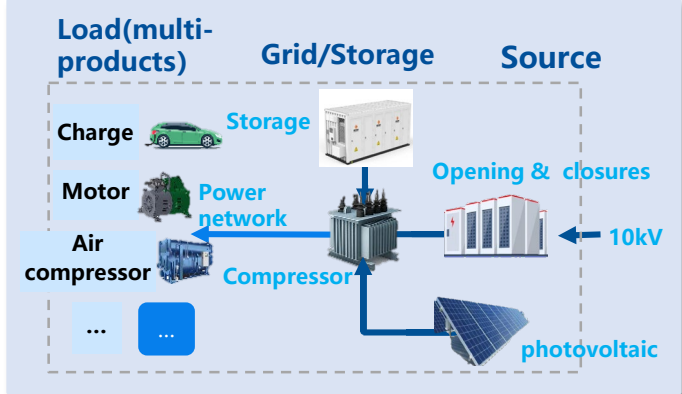 Load(multi-
products)
Grid/Storage
Source
Charge
Storage
Motor
Power
network
Opening & closures
Air
compressor
10kV
Compressor
...
...
photovoltaic